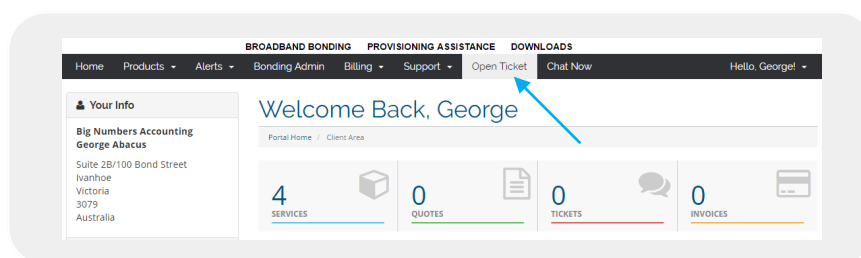 BROADBAND BONDING PROVISIONING ASSISTANCE DOWNLOADS
Home Products Alerts Bonding Admin Billing Support Open Ticket Chat Now Hello, George!
Your Info
Big Numbers Accounting
George Abacus
Suite 2B/100 Bond Street
Ivanhoe
Victoria
3079
Australia
Welcome Back, George
Portal Home / Client Area
4
SERVICES
0
QUOTES
0
TICKETS
0
INVOICES